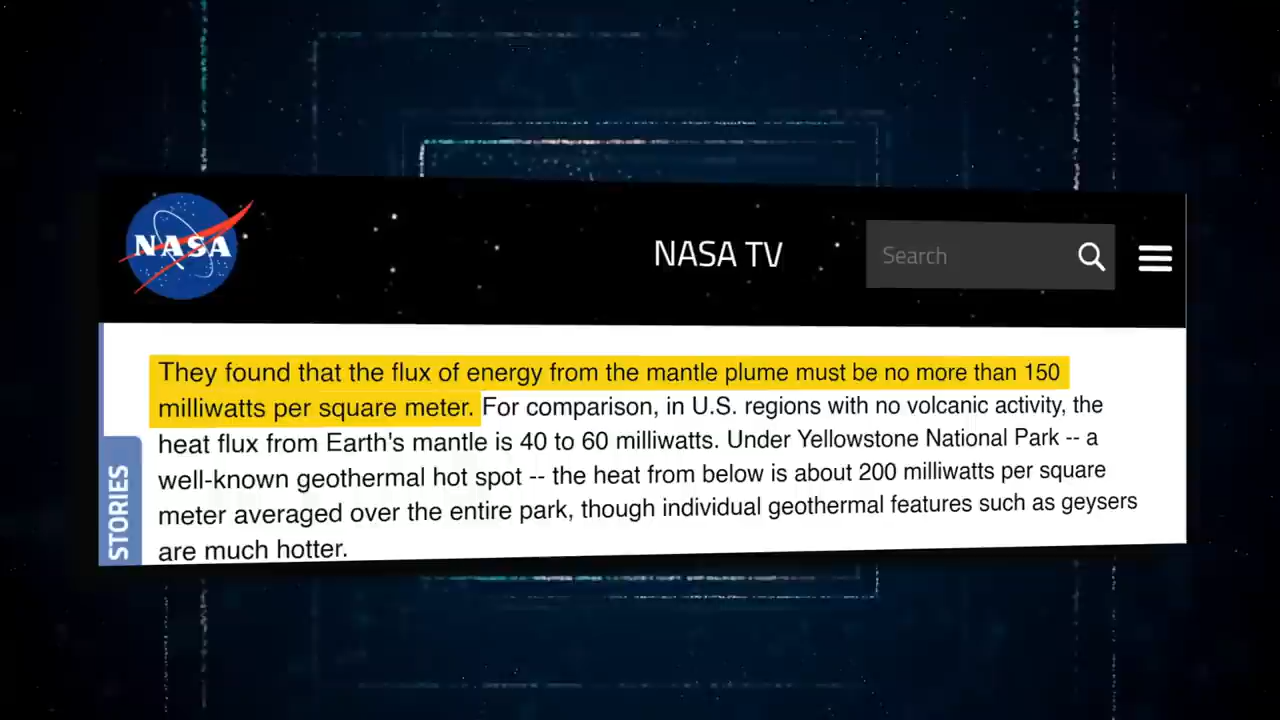 NASA
NASA TV
Search
They found that the flux of energy from the mantle plume must be no more than 150
milliwatts per square meter. For comparison, in U.S. regions with no volcanic activity, the
heat flux from Earth's mantle is 40 to 60 milliwatts. Under Yellowstone National Park -- a
well-known geothermal hot spot -- the heat from below is about 200 milliwatts per square
meter averaged over the entire park, though individual geothermal features such as geysers
are much hotter.
STORIES